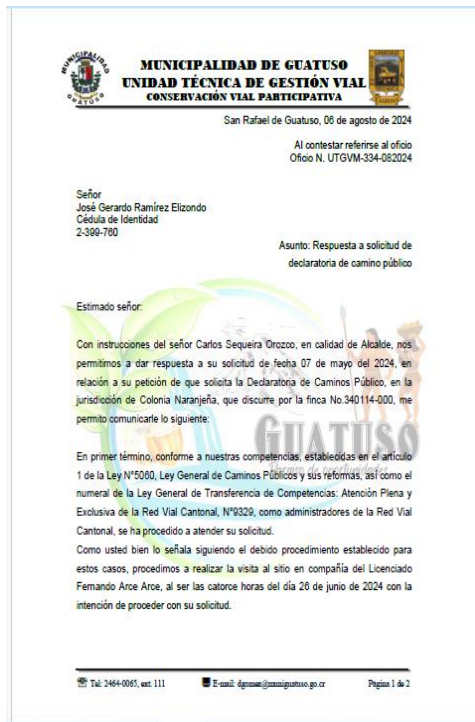 MUNICIPALIDAD
GUATUSO
MUNICIPALIDAD DE GUATUSO
UNIDAD TÉCNICA DE GESTIÓN VIAL
CONSERVACIÓN VIAL PARTICIPATIVA
San Rafael de Guatuso, 06 de agosto de 2024
Al contestar referirse al oficio
Oficio N. UTGVM-334-082024
Señor
José Gerardo Ramírez Elizondo
Cédula de Identidad
2-399-760
Asunto: Respuesta a solicitud de
declaratoria de camino público
Estimado señor:
Con instrucciones del señor Carlos Sequeira Orozco, en calidad de Alcalde, nos
permitimos a dar respuesta a su solicitud de fecha 07 de mayo del 2024, en
relación a su petición de que solicita la Declaratoria de Caminos Público, en la
jurisdicción de Colonia Naranjeña, que discurre por la finca No.340114-000, me
permito comunicarle lo siguiente:
GUATUSO
Paraíso de oportunidades
En primer término, conforme a nuestras competencias, establecidas en el artículo
1 de la Ley N°5060, Ley General de Caminos Públicos y sus reformas, así como el
numeral de la Ley General de Transferencia de Competencias: Atención Plena y
Exclusiva de la Red Vial Cantonal, N°9329, como administradores de la Red Vial
Cantonal, se ha procedido a atender su solicitud.
Como usted bien lo señala siguiendo el debido procedimiento establecido para
estos casos, procedimos a realizar la visita al sitio en compañía del Licenciado
Fernando Arce Arce, al ser las catorce horas del día 26 de junio de 2024 con la
intención de proceder con su solicitud.
Tel: 2464-0065, ext. 111 E-mail: dgomez@muniguatuso.go.cr Página 1 de 2